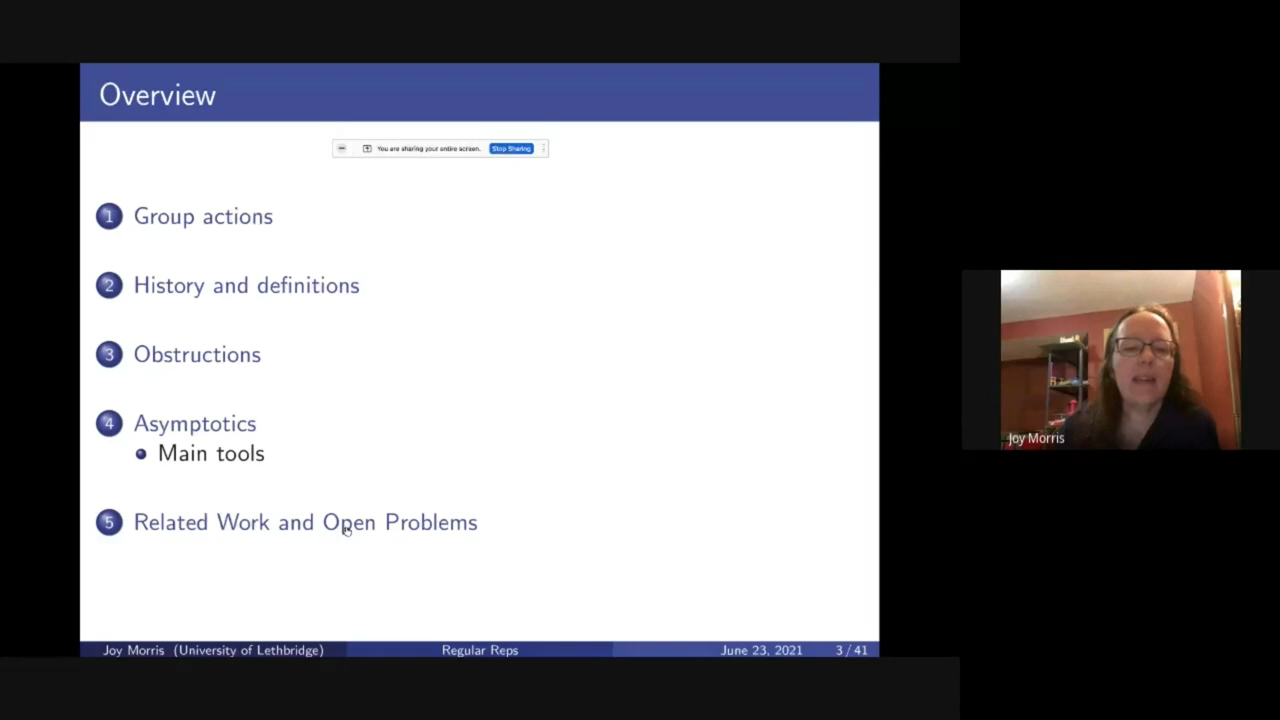 Overview
You are sharing your entire screen. Stop Sharing
1 Group actions
2 History and definitions
3 Obstructions
4 Asymptotics
Main tools
5 Related Work and Open Problems
Joy Morris (University of Lethbridge) Regular Reps June 23, 2021 3 / 41
Joy Morris